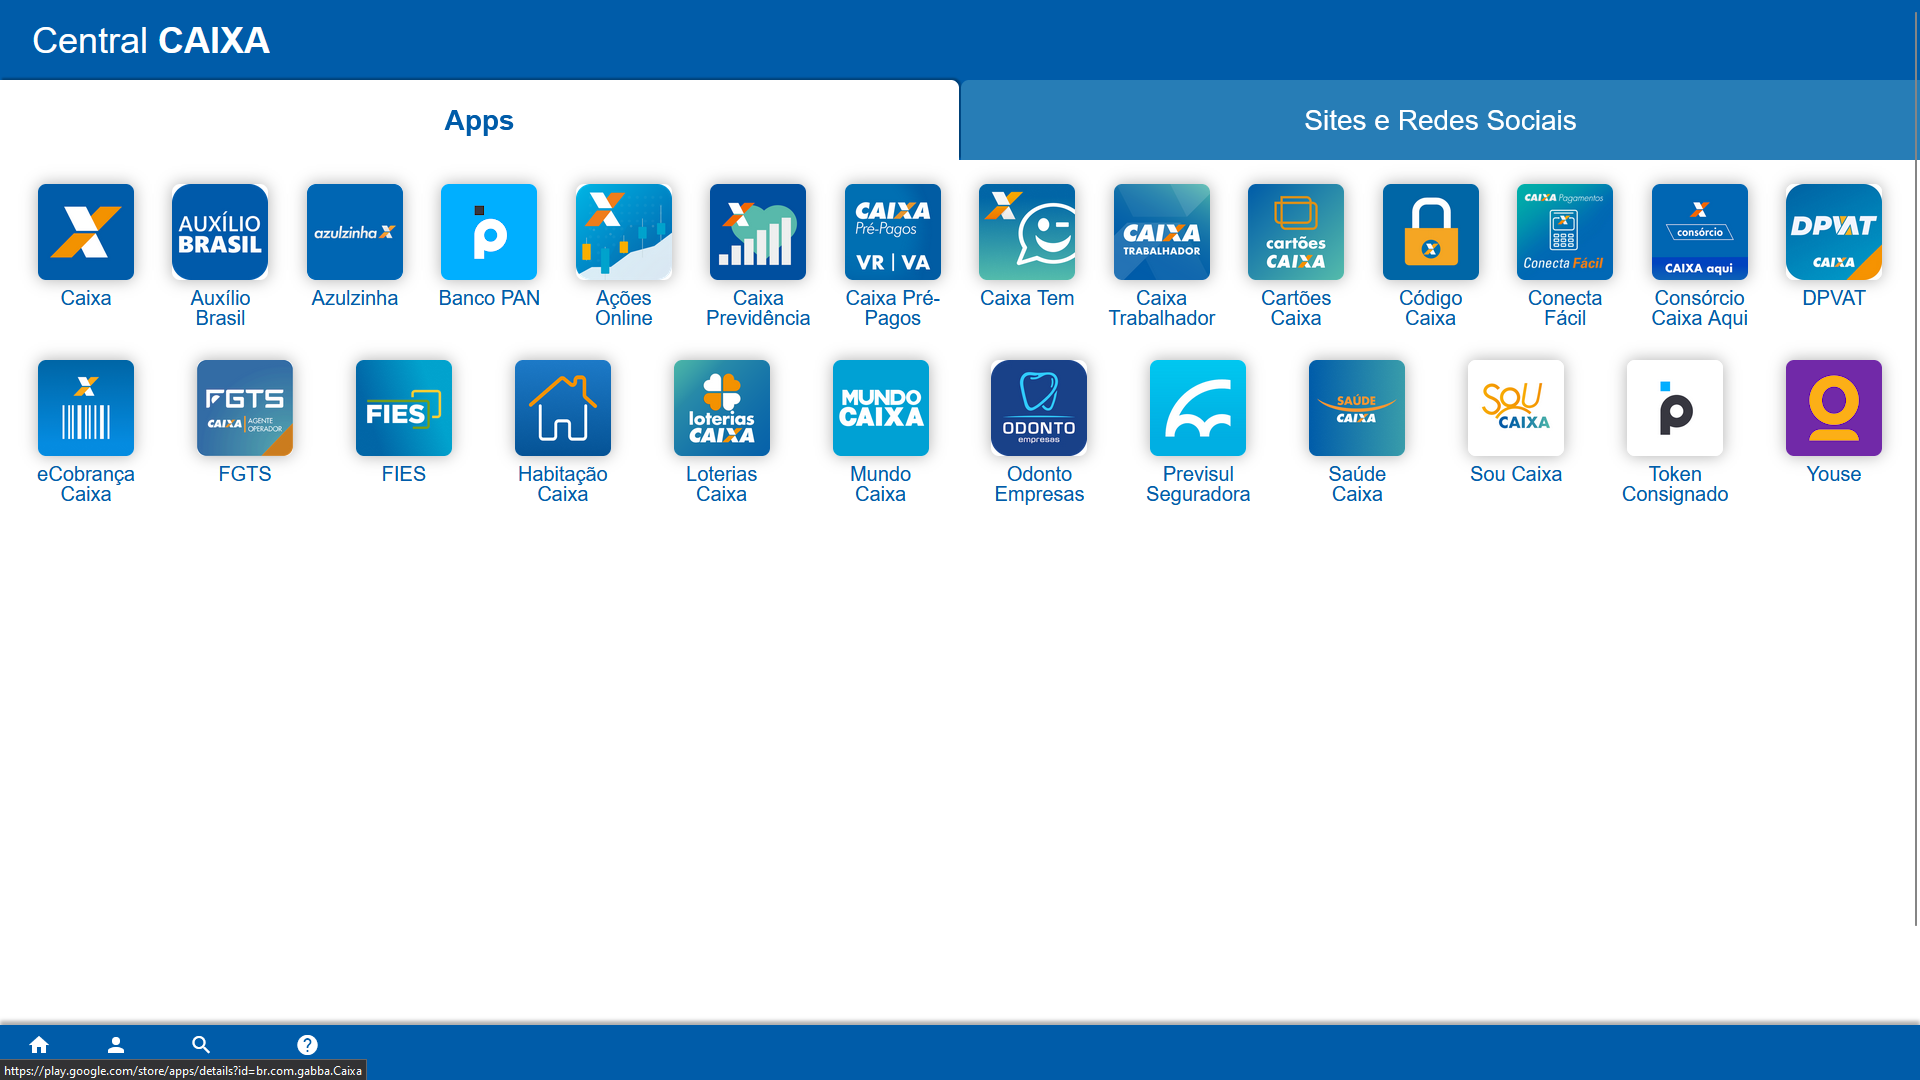 Central CAIXA
Apps
Sites e Redes Sociais
AUXÍLIO
BRASIL
azulzinha
CAIXA
Pré-Pagos
VR | VA
CAIXA
TRABALHADOR
cartões
CAIXA
CAIXA Pagamentos
Conecta Fácil
consórcio
CAIXA aqui
DPVAT
CAIXA
Caixa
Auxílio
Brasil
Azulzinha
Banco PAN
Ações
Online
Caixa
Previdência
Caixa Pré-
Pagos
Caixa Tem
Caixa
Trabalhador
Cartões
Caixa
Código
Caixa
Conecta
Fácil
Consórcio
Caixa Aqui
DPVAT
FGTS
CAIXA | AGENTE
OPERADOR
FIES
loterias
CAIXA
MUNDO
CAIXA
ODONTO
empresas
SAÚDE
CAIXA
SOU
CAIXA
eCobrança
Caixa
FGTS
FIES
Habitação
Caixa
Loterias
Caixa
Mundo
Caixa
Odonto
Empresas
Previsul
Seguradora
Saúde
Caixa
Sou Caixa
Token
Consignado
Youse
https://play.google.com/store/apps/details?id=br.com.gabba.Caixa